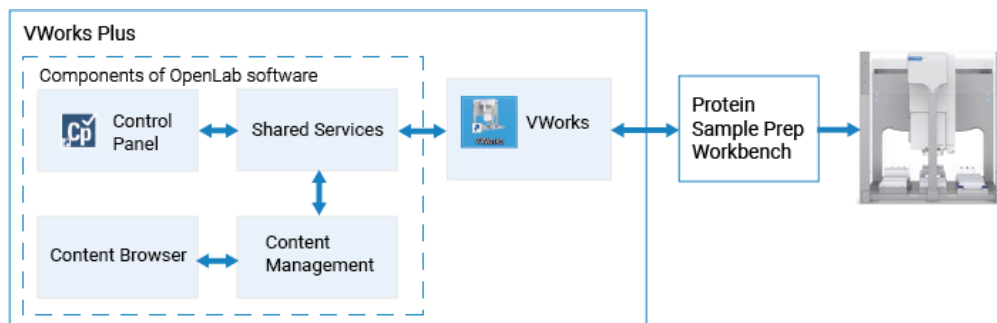 VWorks Plus
Components of OpenLab software
Cp
Control
Panel
Shared Services
VWorks
VWorks
Protein
Sample Prep
Workbench
Content Browser
Content
Management